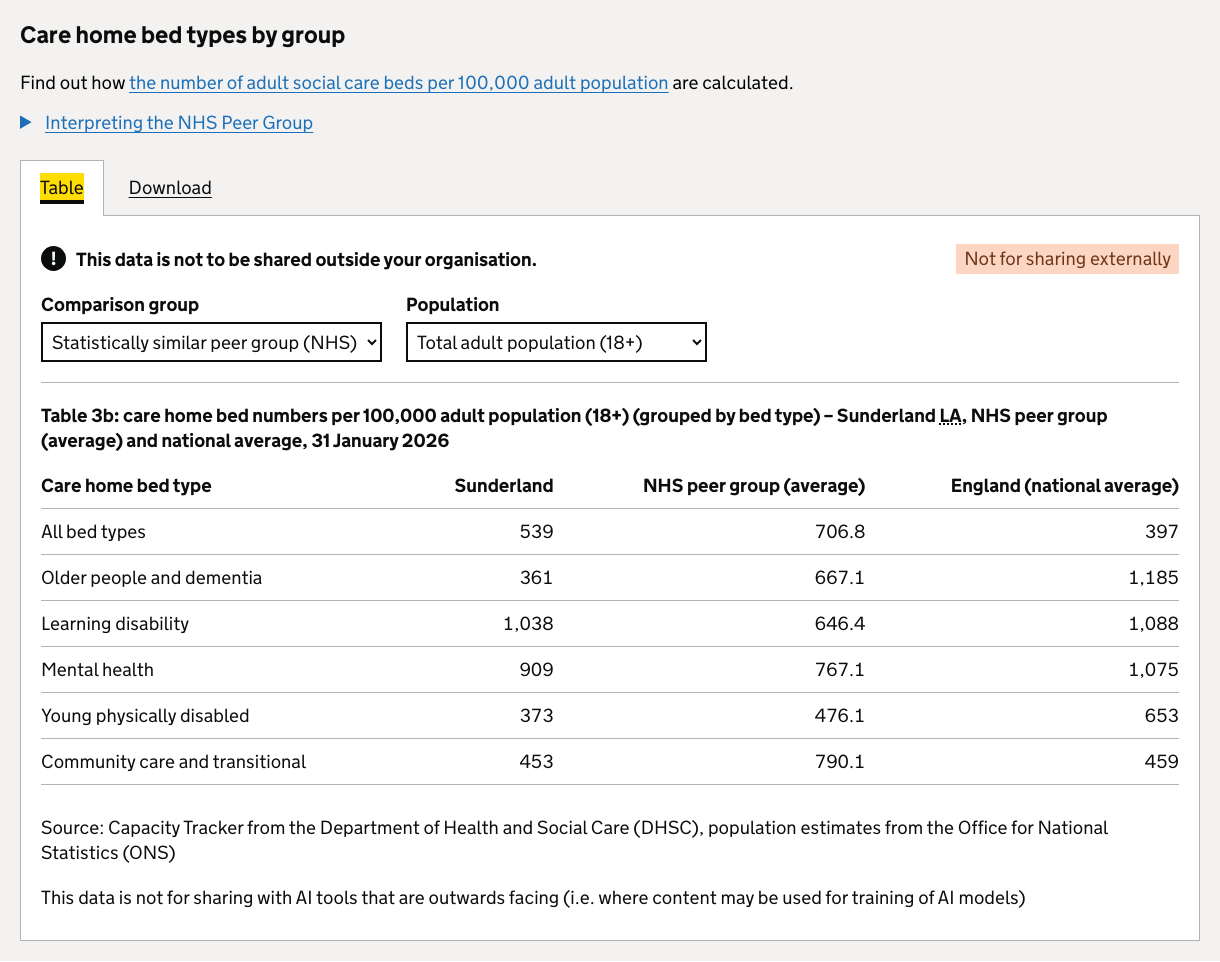 Care home bed types by group
Find out how the number of adult social care beds per 100,000 adult population are calculated.
Interpreting the NHS Peer Group
Table Download
This data is not to be shared outside your organisation. Not for sharing externally
Comparison group Population
Statistically similar peer group (NHS) Total adult population (18+)
Table 3b: care home bed numbers per 100,000 adult population (18+) (grouped by bed type) – Sunderland LA, NHS peer group
(average) and national average, 31 January 2026
Care home bed type Sunderland NHS peer group (average) England (national average)
All bed types 539 706.8 397
Older people and dementia 361 667.1 1,185
Learning disability 1,038 646.4 1,088
Mental health 909 767.1 1,075
Young physically disabled 373 476.1 653
Community care and transitional 453 790.1 459
Source: Capacity Tracker from the Department of Health and Social Care (DHSC), population estimates from the Office for National
Statistics (ONS)
This data is not for sharing with AI tools that are outwards facing (i.e. where content may be used for training of AI models)